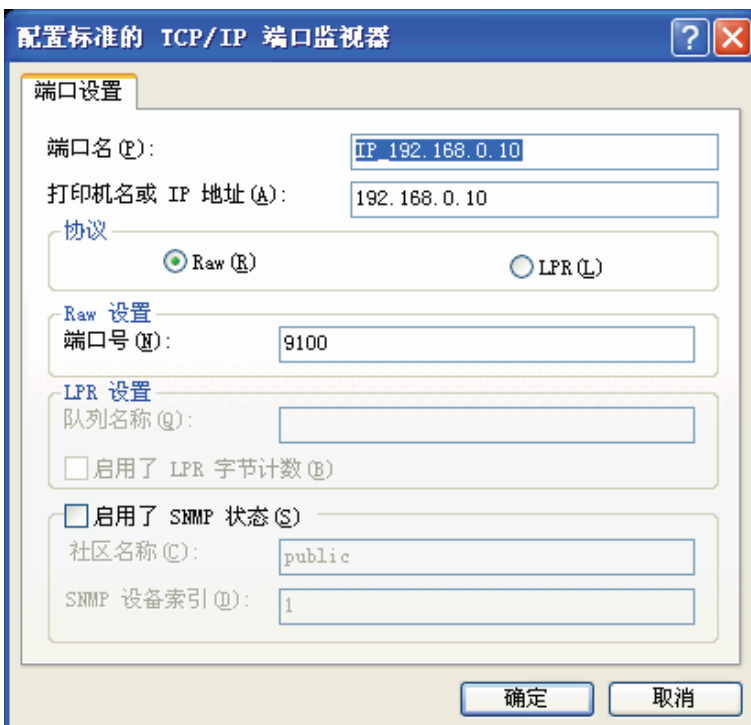 配置标准的 TCP/IP 端口监视器
端口设置
端口名(P): IP_192.168.0.10
打印机名或 IP 地址(A): 192.168.0.10
协议
Raw(R) LPR(L)
Raw 设置
端口号(N): 9100
LPR 设置
队列名称(Q):
启用了 LPR 字节计数(B)
启用了 SNMP 状态(S)
社区名称(C): public
SNMP 设备索引(D): 1
确定 取消